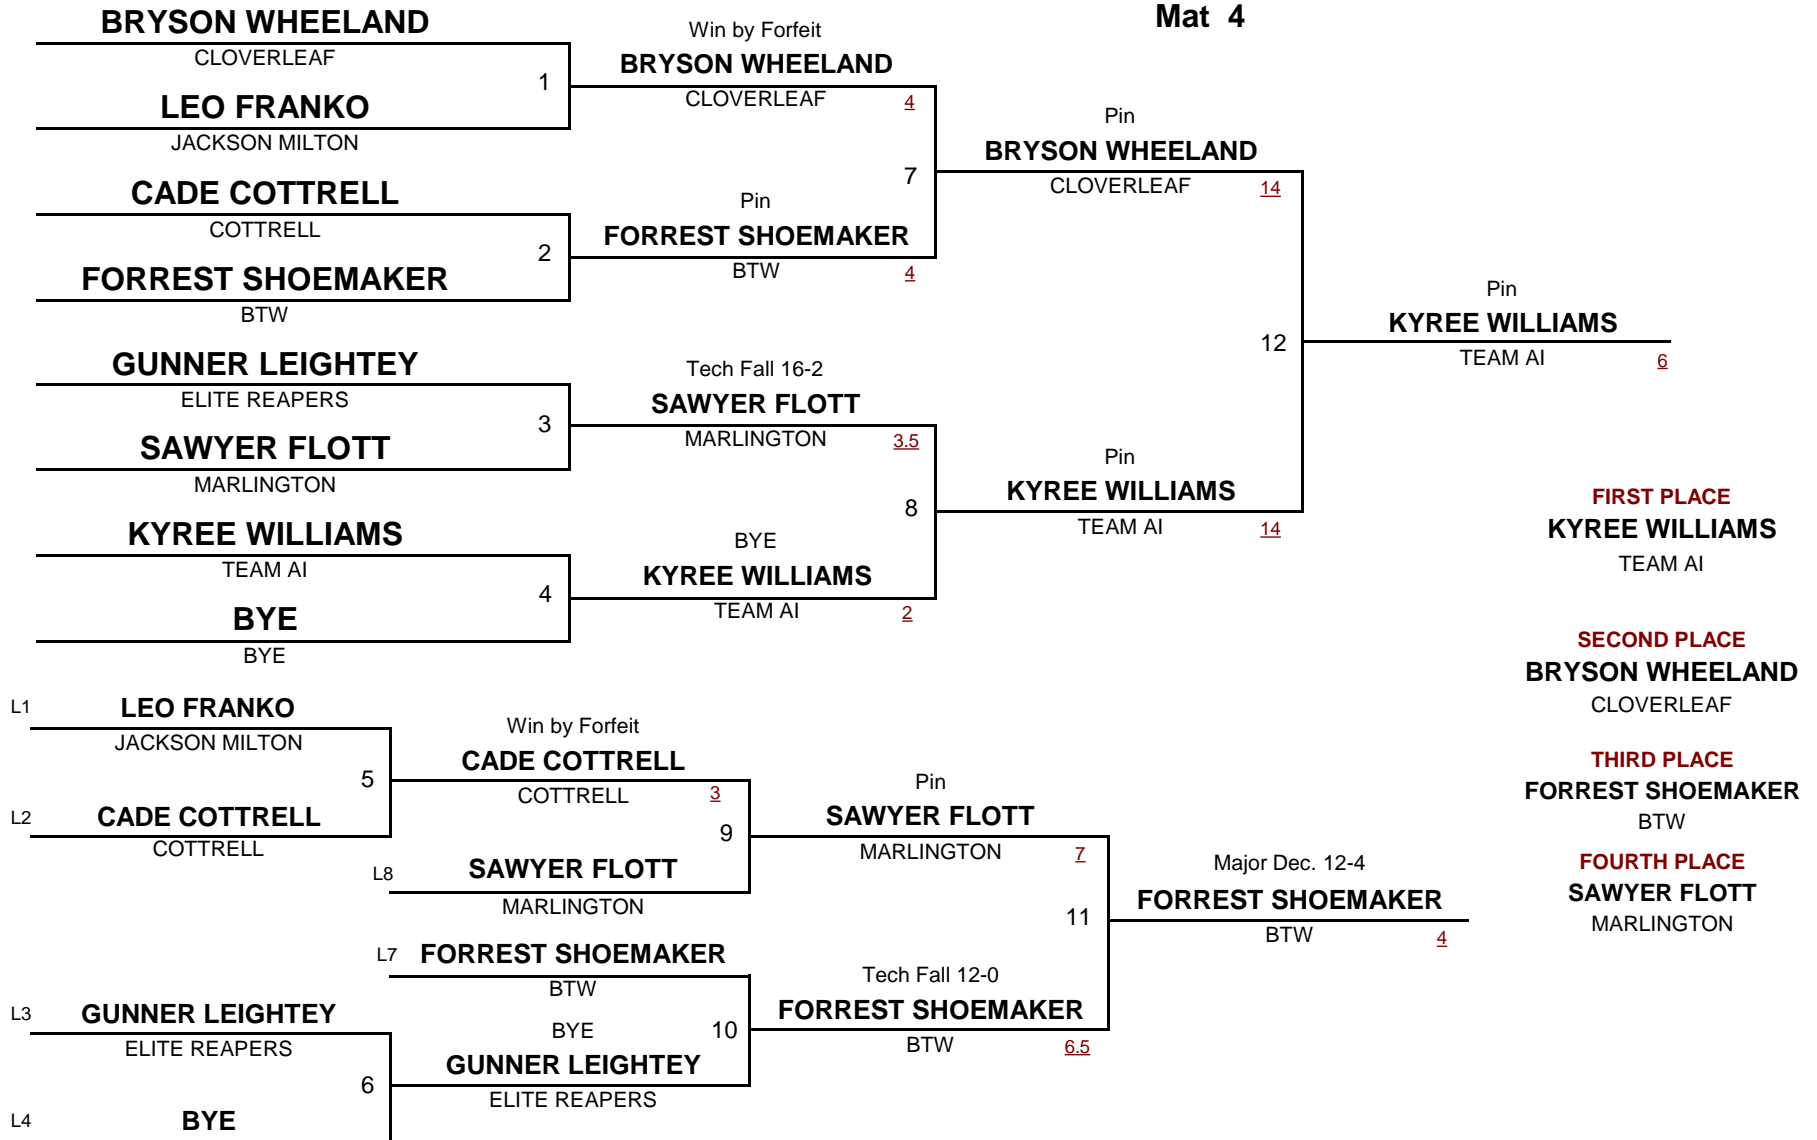 Mat 4
BRYSON WHEELAND
CLOVERLEAF
1
LEO FRANKO
JACKSON MILTON
CADE COTTRELL
COTTRELL
2
FORREST SHOEMAKER
BTW
GUNNER LEIGHTEY
ELITE REAPERS
3
SAWYER FLOTT
MARLINGTON
KYREE WILLIAMS
TEAM AI
4
BYE
BYE
Win by Forfeit
BRYSON WHEELAND
CLOVERLEAF 4
7
Pin
FORREST SHOEMAKER
BTW 4
Tech Fall 16-2
SAWYER FLOTT
MARLINGTON 3.5
8
BYE
KYREE WILLIAMS
TEAM AI 2
Pin
BRYSON WHEELAND
CLOVERLEAF 14
12
Pin
KYREE WILLIAMS
TEAM AI 14
Pin
KYREE WILLIAMS
TEAM AI 6
FIRST PLACE
KYREE WILLIAMS
TEAM AI
SECOND PLACE
BRYSON WHEELAND
CLOVERLEAF
THIRD PLACE
FORREST SHOEMAKER
BTW
FOURTH PLACE
SAWYER FLOTT
MARLINGTON
L1 LEO FRANKO
JACKSON MILTON
5
L2 CADE COTTRELL
COTTRELL
L3 GUNNER LEIGHTEY
ELITE REAPERS
6
L4 BYE
Win by Forfeit
CADE COTTRELL
COTTRELL 3
9
L8 SAWYER FLOTT
MARLINGTON
L7 FORREST SHOEMAKER
BTW
BYE 10
GUNNER LEIGHTEY
ELITE REAPERS
Pin
SAWYER FLOTT
MARLINGTON 7
11
Tech Fall 12-0
FORREST SHOEMAKER
BTW 6.5
Major Dec. 12-4
FORREST SHOEMAKER
BTW 4